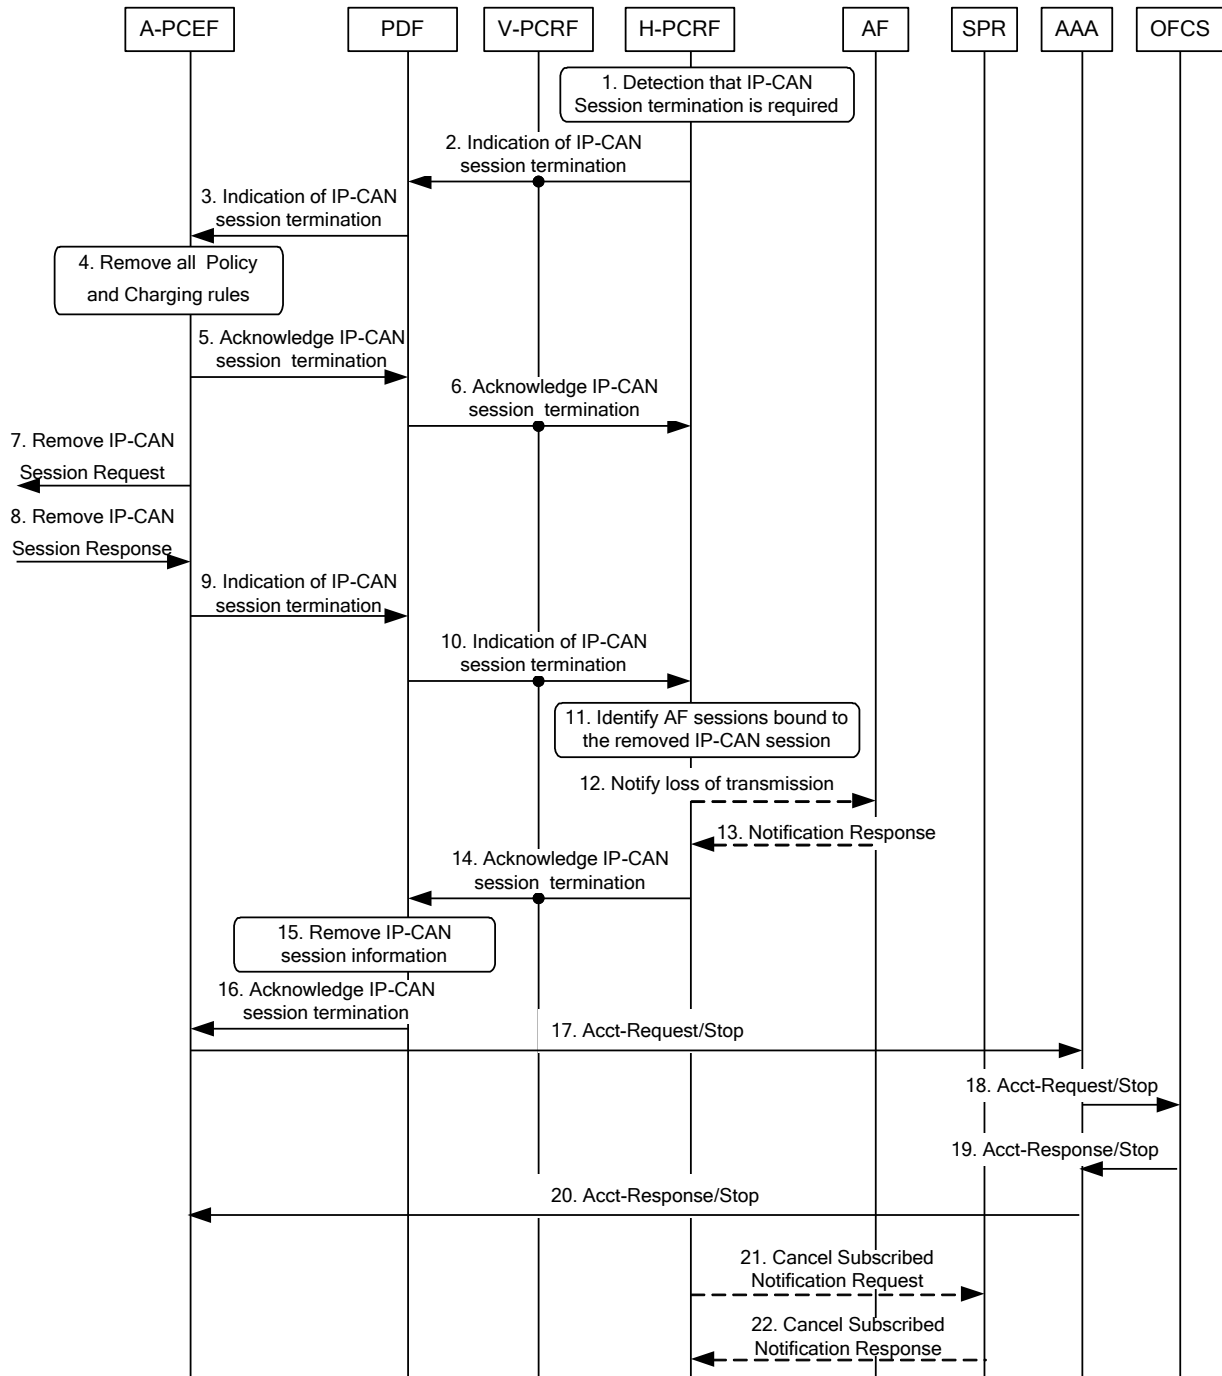 A-PCEF
PDF
V-PCRF
H-PCRF
AF
SPR
AAA
OFCS
1. Detection that IP-CAN
Session termination is required
2. Indication of IP-CAN
session termination
3. Indication of IP-CAN
session termination
4. Remove all Policy
and Charging rules
5. Acknowledge IP-CAN
session termination
6. Acknowledge IP-CAN
session termination
7. Remove IP-CAN
Session Request
8. Remove IP-CAN
Session Response
9. Indication of IP-CAN
session termination
10. Indication of IP-CAN
session termination
11. Identify AF sessions bound to
the removed IP-CAN session
12. Notify loss of transmission
13. Notification Response
14. Acknowledge IP-CAN
session termination
15. Remove IP-CAN
session information
16. Acknowledge IP-CAN
session termination
17. Acct-Request/Stop
18. Acct-Request/Stop
19. Acct-Response/Stop
20. Acct-Response/Stop
21. Cancel Subscribed
Notification Request
22. Cancel Subscribed
Notification Response